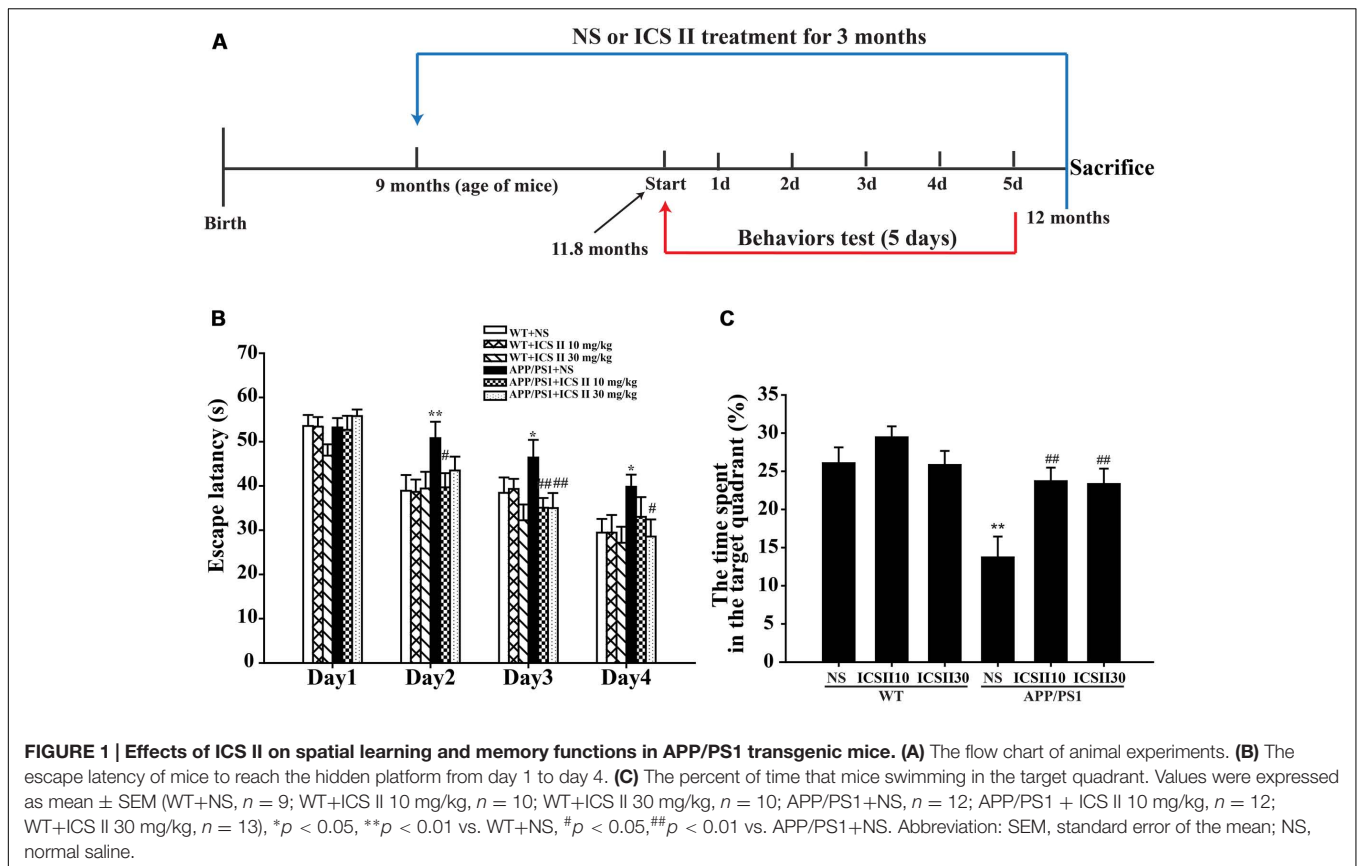 A
NS or ICS II treatment for 3 months
9 months (age of mice)
Start
1d
2d
3d
4d
5d
Sacrifice
Birth
11.8 months
Behaviors test (5 days)
12 months
B
WT+NS
WT+ICS II 10 mg/kg
WT+ICS II 30 mg/kg
APP/PS1+NS
APP/PS1+ICS II 10 mg/kg
APP/PS1+ICS II 30 mg/kg
Escape latancy (s)
70
60
50
40
30
20
10
0
**
#
*
## ##
*
#
Day1 Day2 Day3 Day4
C
The time spent
in the target quadrant (%)
35
30
25
20
15
10
5
0
**
##
##
NS ICSII10 ICSII30 NS ICSII10 ICSII30
WT APP/PS1
FIGURE 1 | Effects of ICS II on spatial learning and memory functions in APP/PS1 transgenic mice. (A) The flow chart of animal experiments. (B) The
escape latency of mice to reach the hidden platform from day 1 to day 4. (C) The percent of time that mice swimming in the target quadrant. Values were expressed
as mean ± SEM (WT+NS, n = 9; WT+ICS II 10 mg/kg, n = 10; WT+ICS II 30 mg/kg, n = 10; APP/PS1+NS, n = 12; APP/PS1 + ICS II 10 mg/kg, n = 12;
WT+ICS II 30 mg/kg, n = 13), *p < 0.05, **p < 0.01 vs. WT+NS, #p < 0.05,##p < 0.01 vs. APP/PS1+NS. Abbreviation: SEM, standard error of the mean; NS,
normal saline.